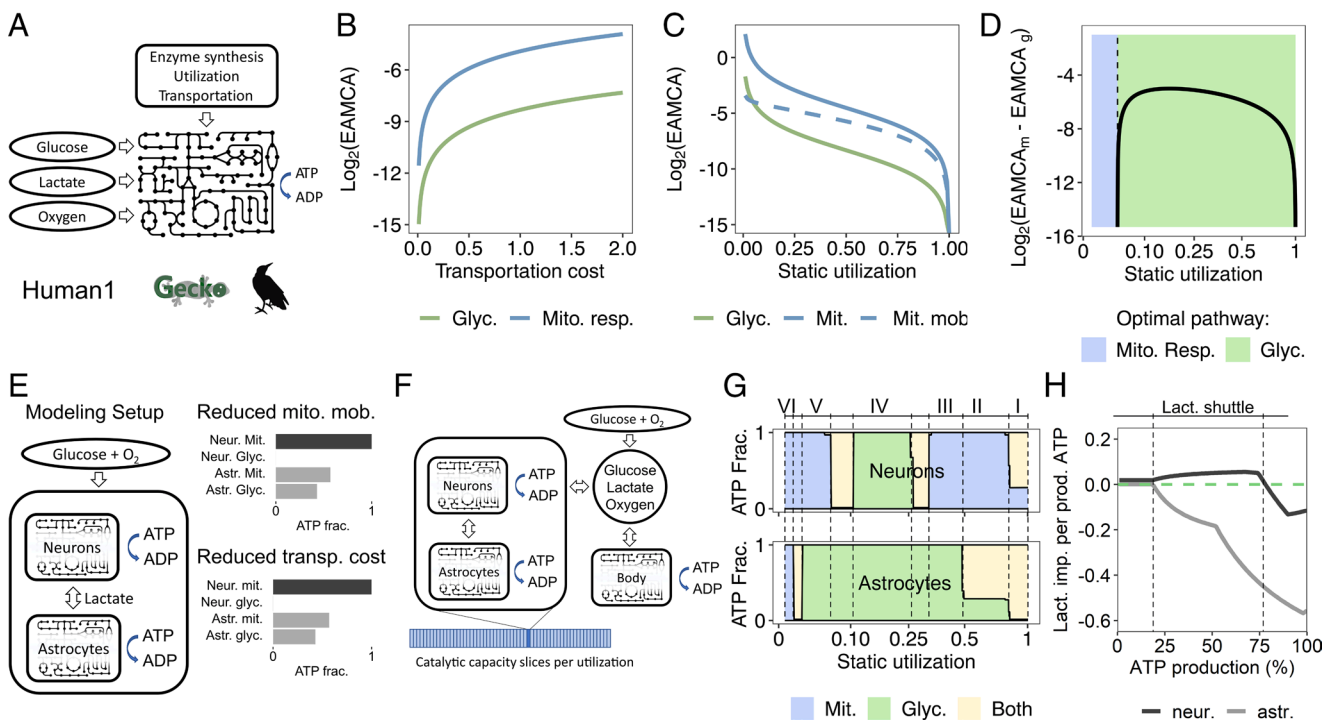 A
Enzyme synthesis
Utilization
Transportation
Glucose
Lactate
Oxygen
ATP
ADP
Human1
Gecko
B
Log2(EAMCA)
-6
-9
-12
-15
0.0
0.5
1.0
1.5
2.0
Transportation cost
Glyc.
Mito. resp.
C
Log2(EAMCA)
0
-5
-10
-15
0.00
0.25
0.50
0.75
1.00
Static utilization
Glyc.
Mit.
Mit. mob
D
Log2(EAMCAm - EAMCA g)
-4
-8
-12
-16
0
0.10
0.25
0.5
1
Static utilization
Optimal pathway:
Mito. Resp.
Glyc.
E
Modeling Setup
Glucose + O2
Neurons
ATP
ADP
Lactate
Astrocytes
ATP
ADP
Reduced mito. mob.
Neur. Mit.
Neur. Glyc.
Astr. Mit.
Astr. Glyc.
0
1
ATP frac.
Reduced transp. cost
Neur. mit.
Neur. glyc.
Astr. mit.
Astr. glyc.
0
1
ATP frac.
F
Glucose + O2
Neurons
ATP
ADP
Astrocytes
ATP
ADP
Glucose
Lactate
Oxygen
Body
ATP
ADP
Catalytic capacity slices per utilization
G
VI
V
IV
III
II
I
ATP Frac.
1
0
Neurons
ATP Frac.
1
0
Astrocytes
0
0.10
0.25
0.5
1
Static utilization
Mit.
Glyc.
Both
H
Lact. shuttle
Lact. imp. per prod. ATP
0.2
0.0
-0.2
-0.4
-0.6
0
25
50
75
100
ATP production (%)
neur.
astr.